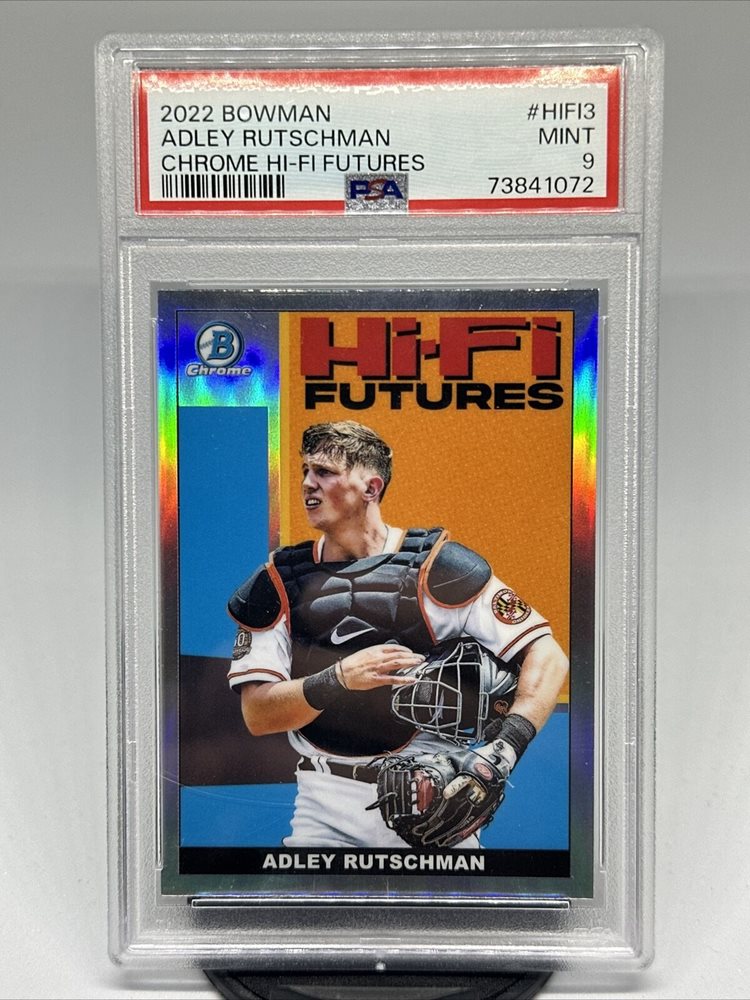 2022 BOWMAN #HIFI3
ADLEY RUTSCHMAN MINT
CHROME HI-FI FUTURES 9
PSA 73841072
B
Chrome
Hi-Fi
FUTURES
ADLEY RUTSCHMAN